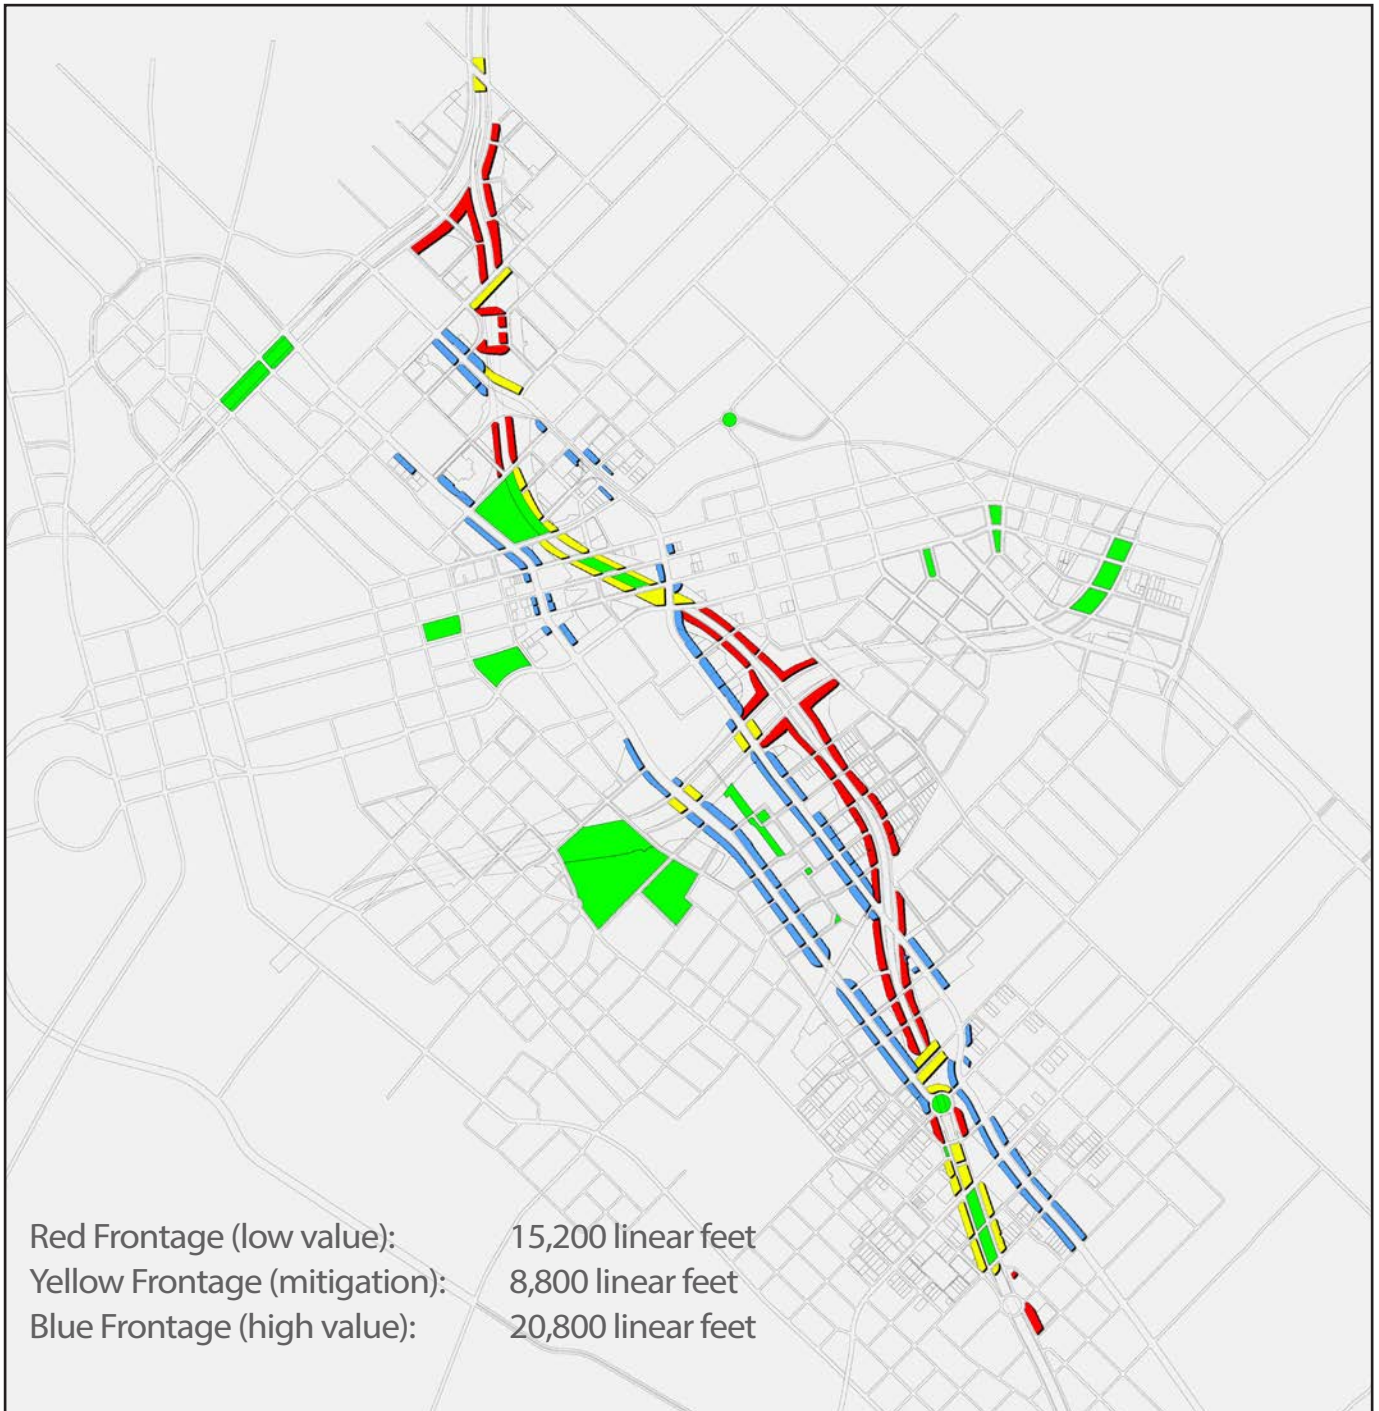 Red Frontage (low value): 15,200 linear feet
Yellow Frontage (mitigation): 8,800 linear feet
Blue Frontage (high value): 20,800 linear feet